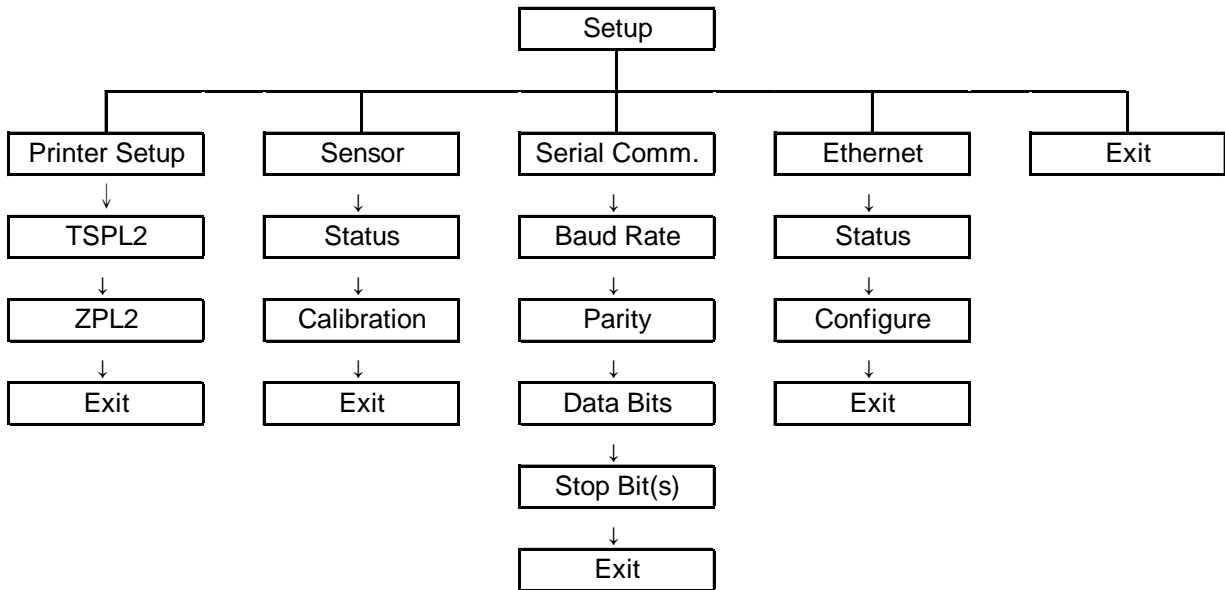 Setup
Printer Setup
Sensor
Serial Comm.
Ethernet
Exit
TSPL2
Status
Baud Rate
Status
ZPL2
Calibration
Parity
Configure
Exit
Exit
Data Bits
Exit
Stop Bit(s)
Exit